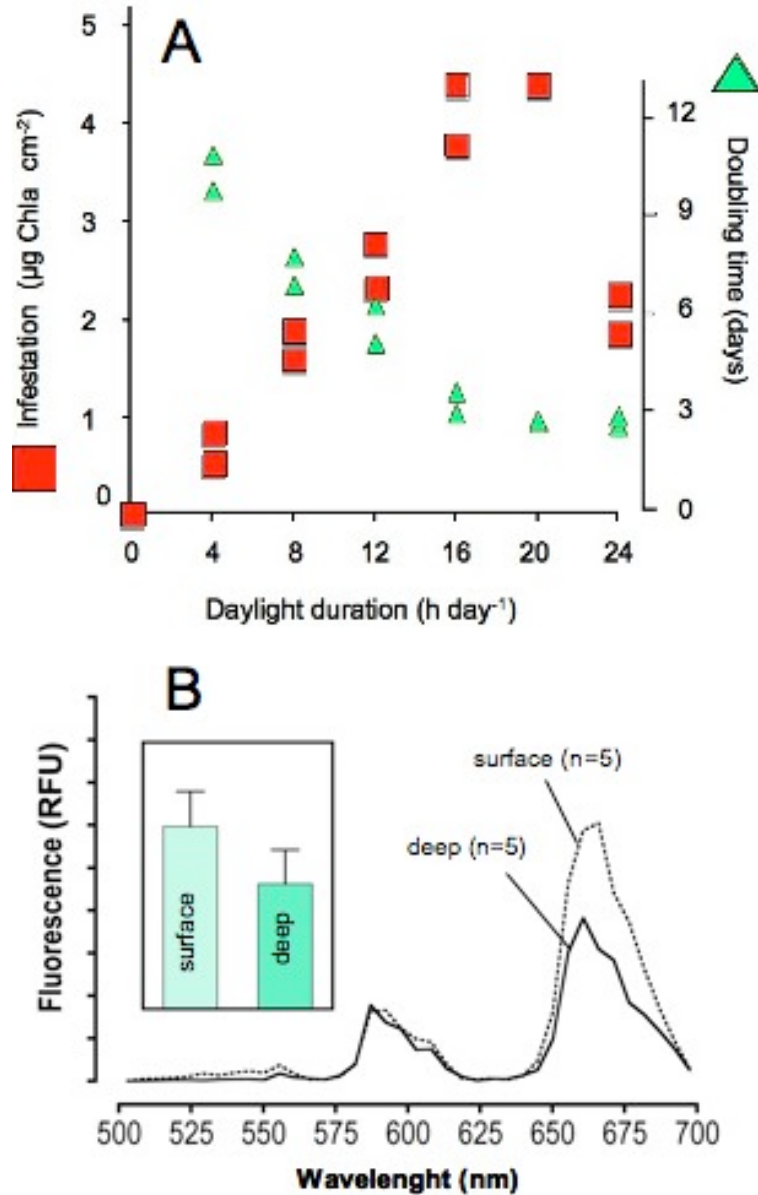 A
5
4
3
2
1
0
Infestation (µg Chla cm⁻²)
12
9
6
3
0
Doubling time (days)
0 4 8 12 16 20 24
Daylight duration (h day⁻¹)
B
surface (n=5)
deep (n=5)
surface
deep
Fluorescence (RFU)
500 525 550 575 600 625 650 675 700
Wavelenght (nm)